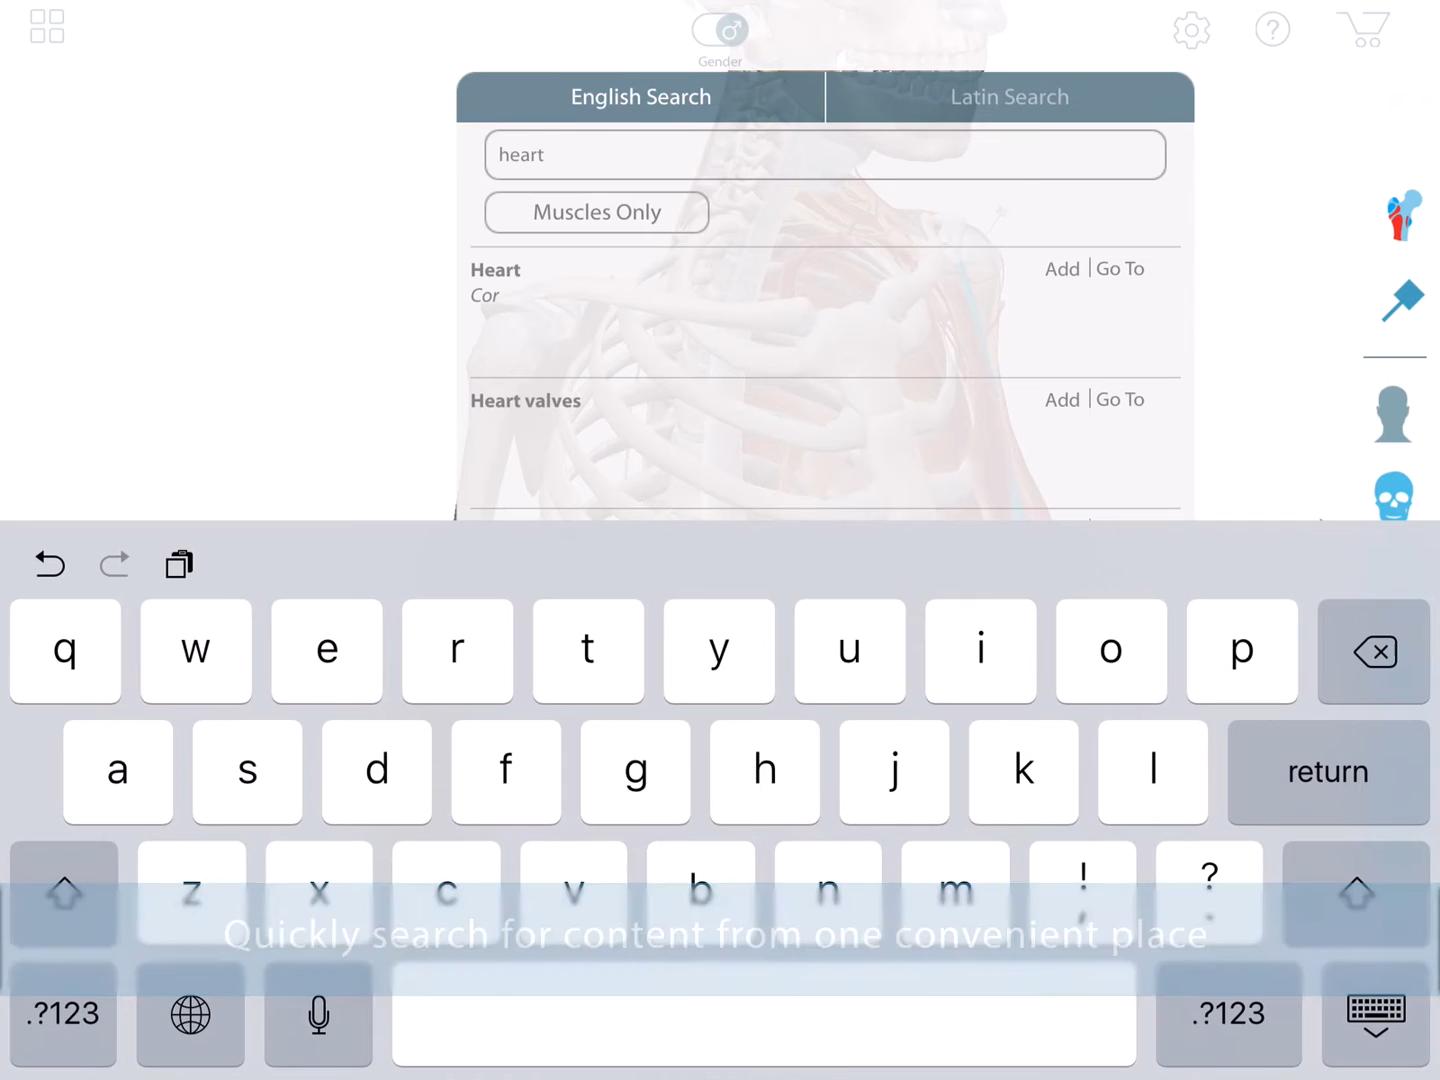 Gender
English Search
Latin Search
heart
Muscles Only
Heart
Add | Go To
Cor
Heart valves
Add | Go To
q w e r t y u i o p
a s d f g h j k l
return
z x c v b n m ! , ? .
Quickly search for content from one convenient place
.?123
.?123